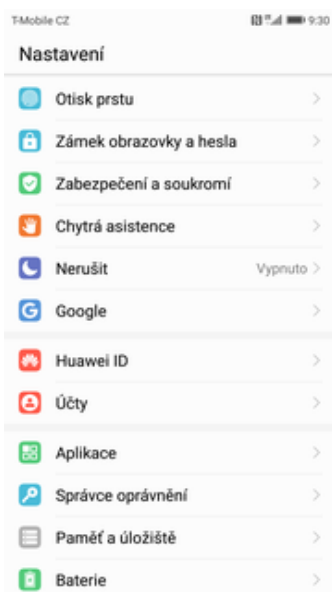 T-Mobile CZ 9:30
Nastavení
Otisk prstu
Zámek obrazovky a hesla
Zabezpečení a soukromí
Chytrá asistence
Nerušit Vypnuto
Google
Huawei ID
Účty
Aplikace
Správce oprávnění
Paměť a úložiště
Baterie